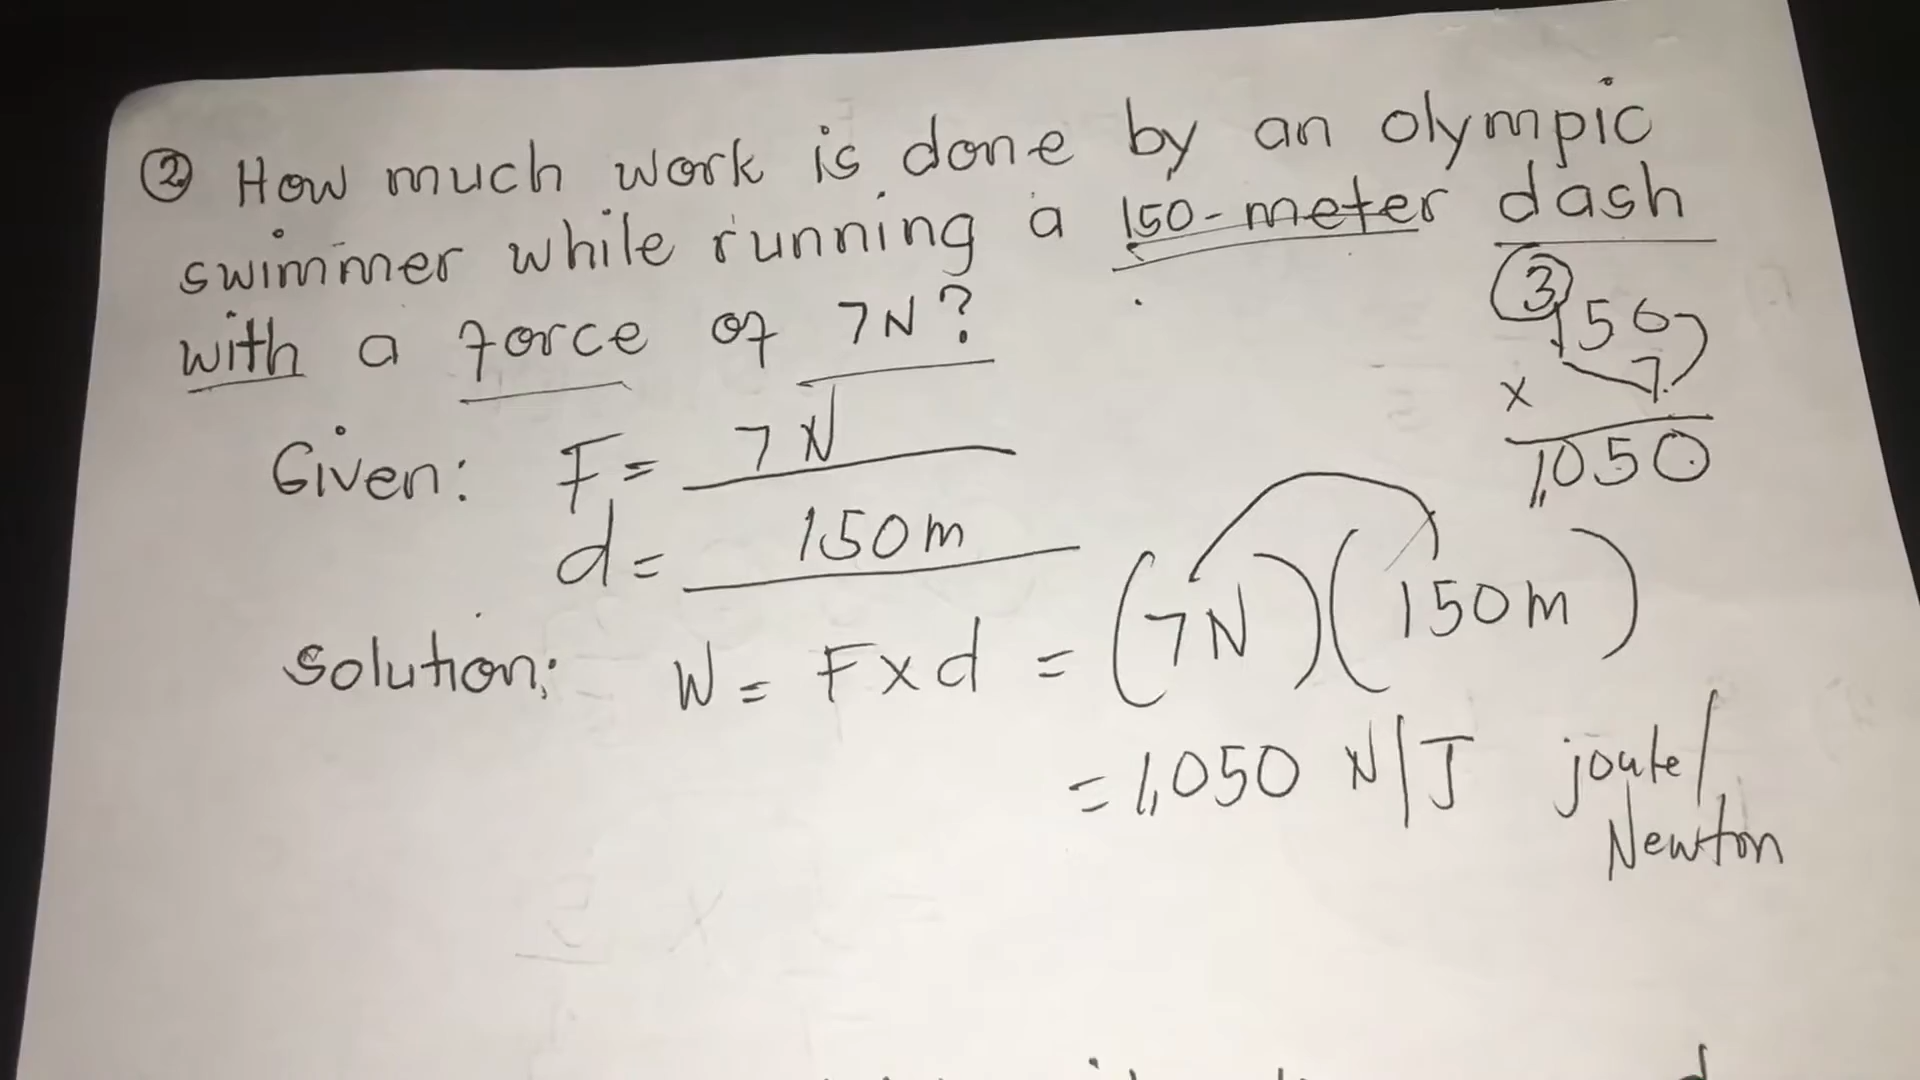 ② How much work is done by an olympic
swimmer while running a 150-meter dash
with a force of 7N?
③
150
x 7
1,050
Given: F= 7N
d= 150m
Solution: W = Fxd = (7N)(150m)
=1,050 N|J joule/
Newton